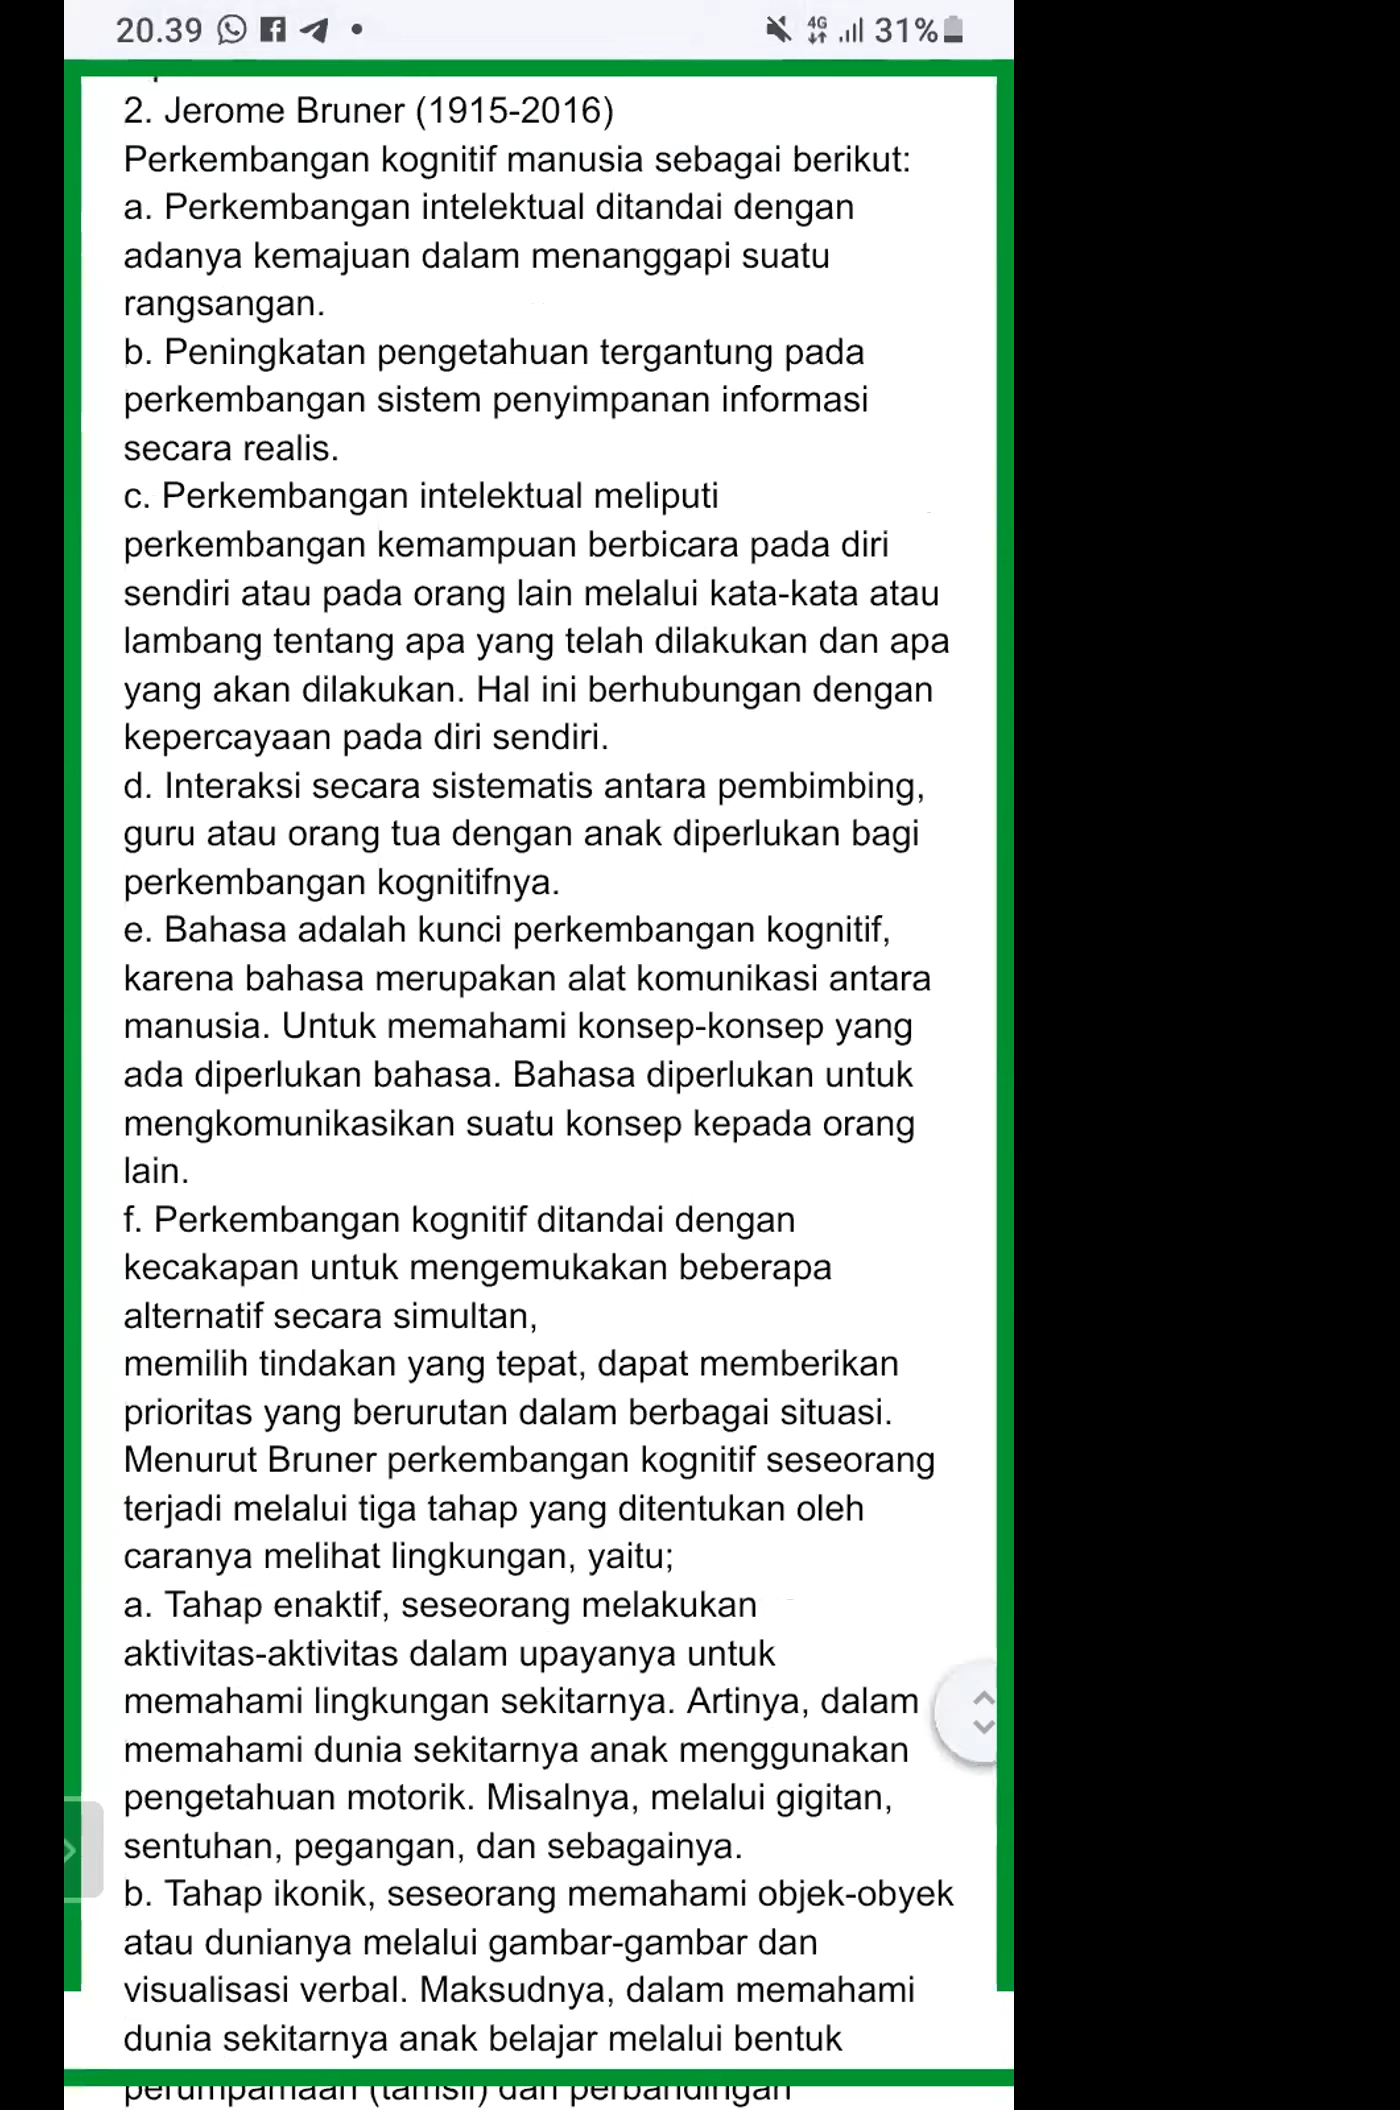 20.39
4G
31%
2. Jerome Bruner (1915-2016)
Perkembangan kognitif manusia sebagai berikut:
a. Perkembangan intelektual ditandai dengan
adanya kemajuan dalam menanggapi suatu
rangsangan.
b. Peningkatan pengetahuan tergantung pada
perkembangan sistem penyimpanan informasi
secara realis.
c. Perkembangan intelektual meliputi
perkembangan kemampuan berbicara pada diri
sendiri atau pada orang lain melalui kata-kata atau
lambang tentang apa yang telah dilakukan dan apa
yang akan dilakukan. Hal ini berhubungan dengan
kepercayaan pada diri sendiri.
d. Interaksi secara sistematis antara pembimbing,
guru atau orang tua dengan anak diperlukan bagi
perkembangan kognitifnya.
e. Bahasa adalah kunci perkembangan kognitif,
karena bahasa merupakan alat komunikasi antara
manusia. Untuk memahami konsep-konsep yang
ada diperlukan bahasa. Bahasa diperlukan untuk
mengkomunikasikan suatu konsep kepada orang
lain.
f. Perkembangan kognitif ditandai dengan
kecakapan untuk mengemukakan beberapa
alternatif secara simultan,
memilih tindakan yang tepat, dapat memberikan
prioritas yang berurutan dalam berbagai situasi.
Menurut Bruner perkembangan kognitif seseorang
terjadi melalui tiga tahap yang ditentukan oleh
caranya melihat lingkungan, yaitu;
a. Tahap enaktif, seseorang melakukan
aktivitas-aktivitas dalam upayanya untuk
memahami lingkungan sekitarnya. Artinya, dalam
memahami dunia sekitarnya anak menggunakan
pengetahuan motorik. Misalnya, melalui gigitan,
sentuhan, pegangan, dan sebagainya.
b. Tahap ikonik, seseorang memahami objek-obyek
atau dunianya melalui gambar-gambar dan
visualisasi verbal. Maksudnya, dalam memahami
dunia sekitarnya anak belajar melalui bentuk
perumpamaan (tamsil) dan perbandingan